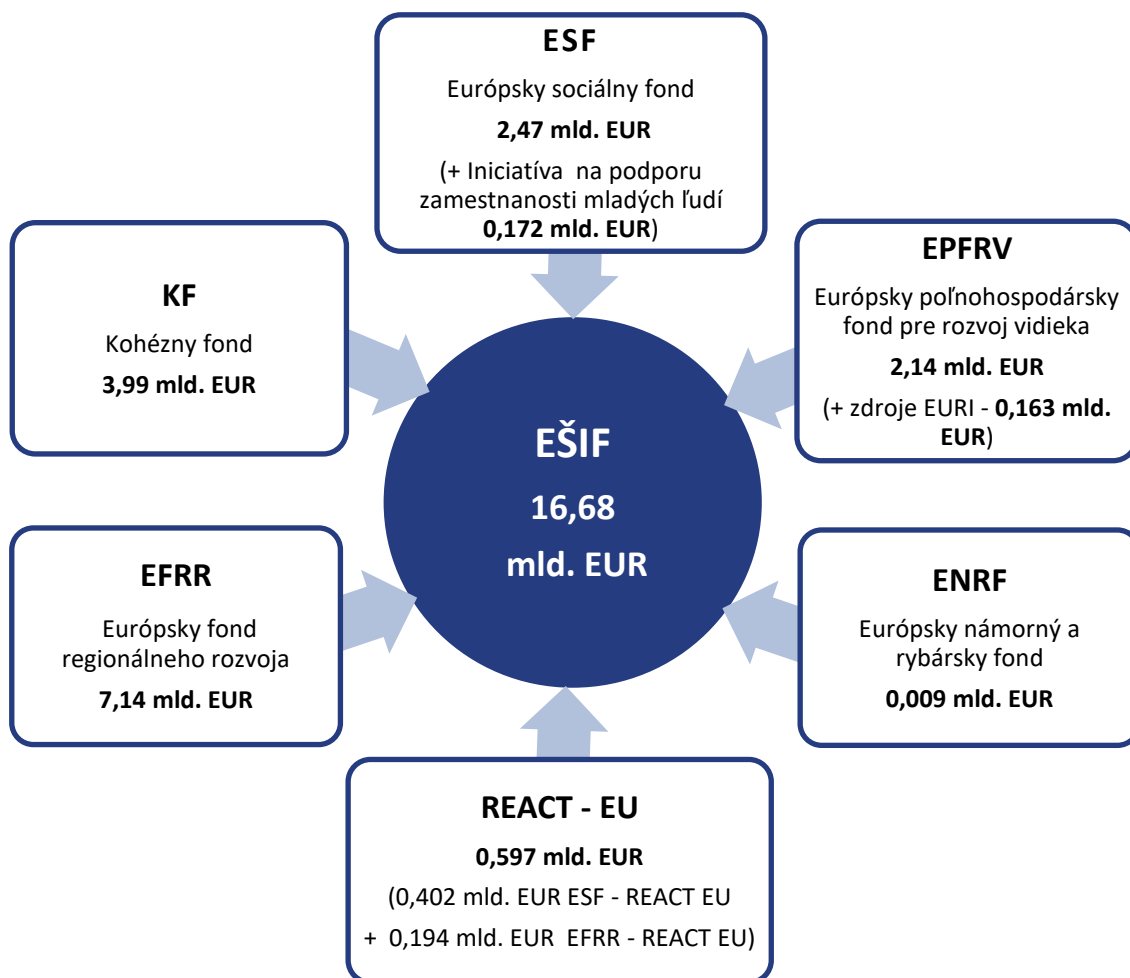 ESF
Európsky sociálny fond
2,47 mld. EUR
(+ Iniciatíva na podporu
zamestnanosti mladých ľudí
0,172 mld. EUR)
KF
Kohézny fond
3,99 mld. EUR
EPFRV
Európsky poľnohospodársky
fond pre rozvoj vidieka
2,14 mld. EUR
(+ zdroje EURI - 0,163 mld.
EUR)
EŠIF
16,68
mld. EUR
EFRR
Európsky fond
regionálneho rozvoja
7,14 mld. EUR
ENRF
Európsky námorný a
rybársky fond
0,009 mld. EUR
REACT - EU
0,597 mld. EUR
(0,402 mld. EUR ESF - REACT EU
+ 0,194 mld. EUR EFRR - REACT EU)